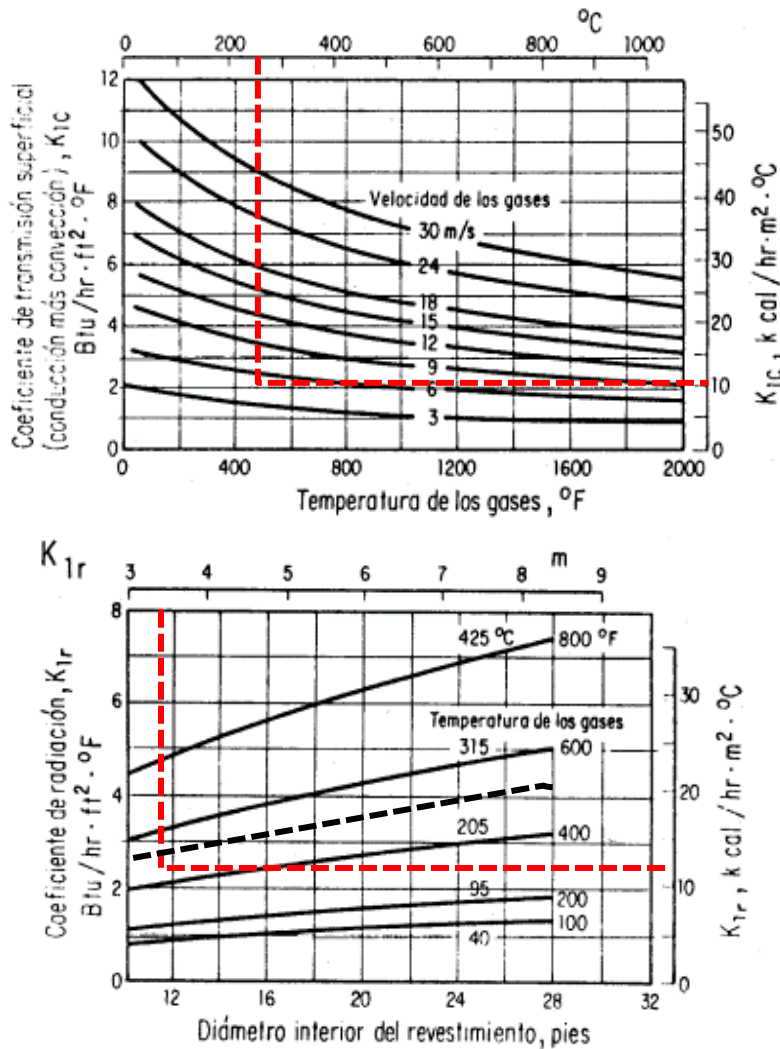 °C
0 200 400 600 800 1000
Coeficiente de transmisión superficial
(conducción más convección), K1C
Btu/hr·ft²·°F
12
10
8
6
4
2
0
Velocidad de los gases
30 m/s
24
18
15
12
9
6
3
50
40
30
20
10
0
K1C, k cal/hr·m²·°C
0 400 800 1200 1600 2000
Temperatura de los gases, °F
K1r
3 4 5 6 7 8 m 9
Coeficiente de radiación, K1r
Btu/hr·ft²·°F
8
6
4
2
0
425 °C 800 °F
Temperatura de los gases
315 600
205 400
95 200
40 100
30
20
10
0
K1r, k cal/hr·m²·°C
12 16 20 24 28 32
Diámetro interior del revestimiento, pies